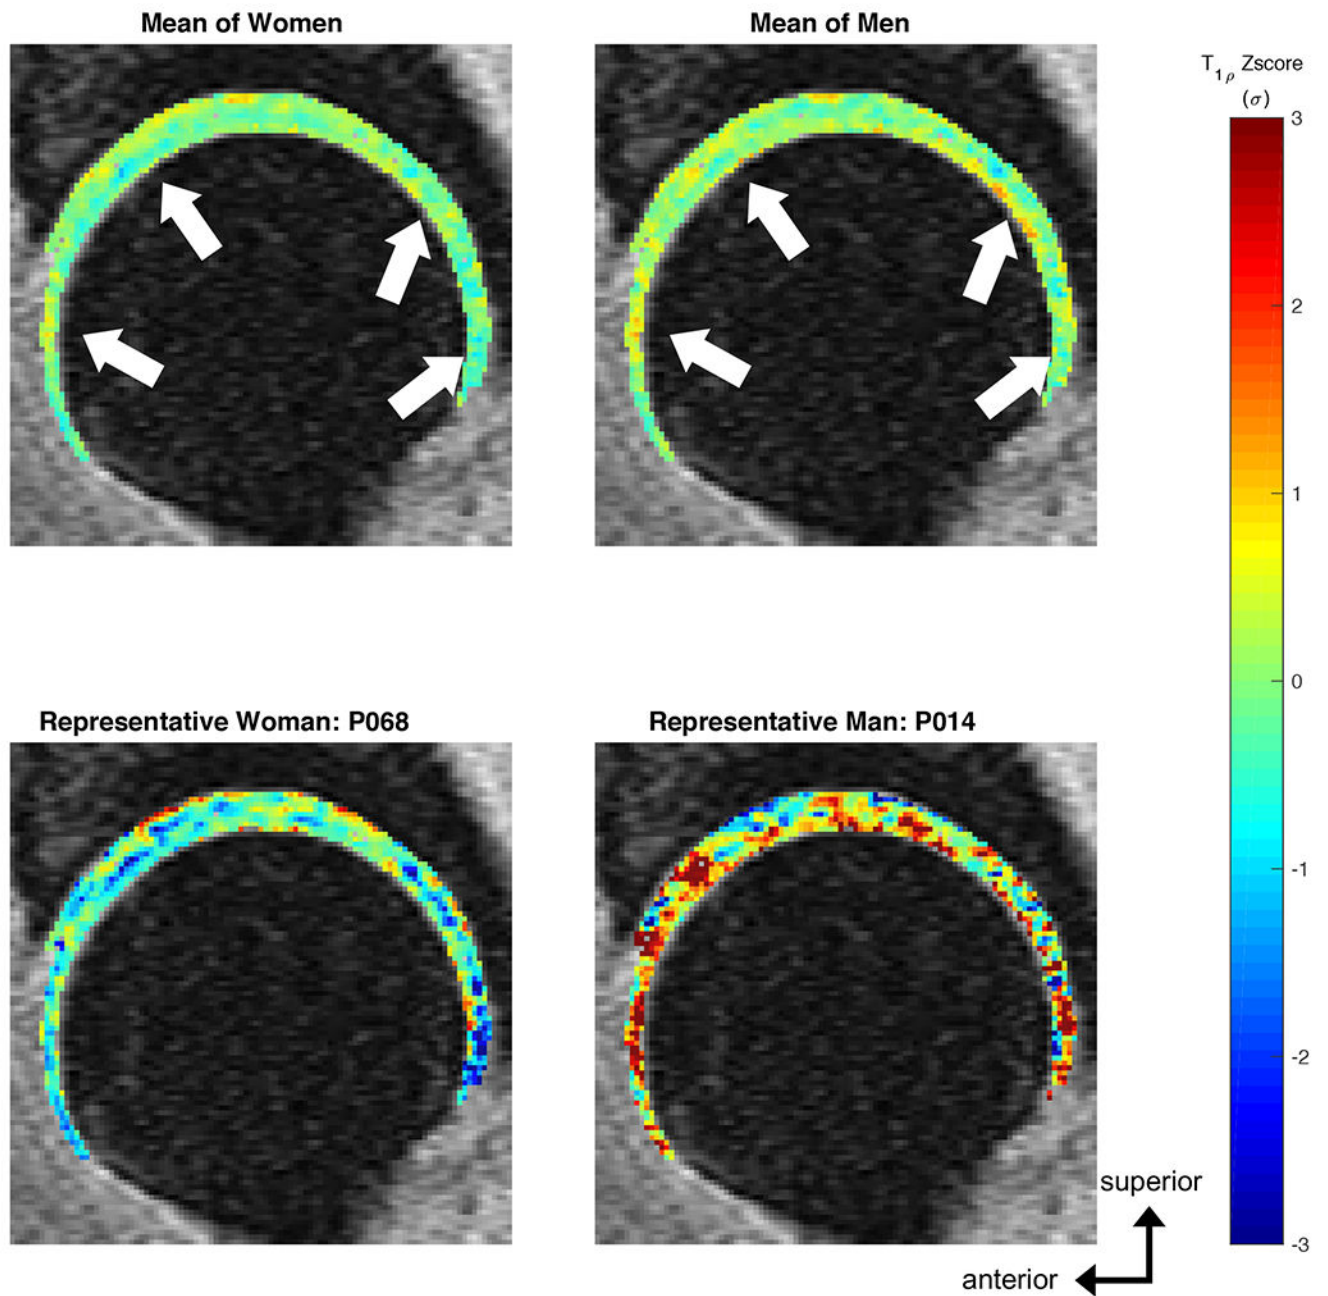 Mean of Women
Mean of Men
T1ρ Zscore
(σ)
3
2
1
0
-1
-2
-3
Representative Woman: P068
Representative Man: P014
superior
anterior